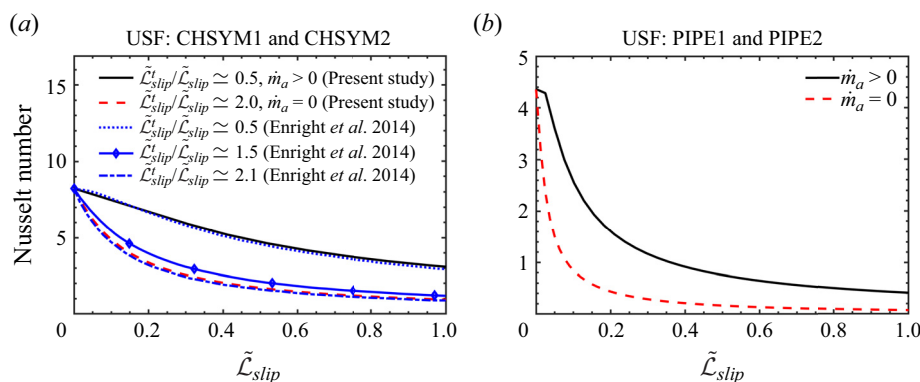 (a)
USF: CHSYM1 and CHSYM2
15
10
5
0
0.2
0.4
0.6
0.8
1.0
Nusselt number
ℒ̃ᵗ_slip/ℒ̃_slip ≃ 0.5, ṁ_a > 0 (Present study)
ℒ̃ᵗ_slip/ℒ̃_slip ≃ 2.0, ṁ_a = 0 (Present study)
ℒ̃ᵗ_slip/ℒ̃_slip ≃ 0.5 (Enright et al. 2014)
ℒ̃ᵗ_slip/ℒ̃_slip ≃ 1.5 (Enright et al. 2014)
ℒ̃ᵗ_slip/ℒ̃_slip ≃ 2.1 (Enright et al. 2014)
ℒ̃_slip
(b)
USF: PIPE1 and PIPE2
5
4
3
2
1
0
0
0.2
0.4
0.6
0.8
1.0
ṁ_a > 0
ṁ_a = 0
ℒ̃_slip